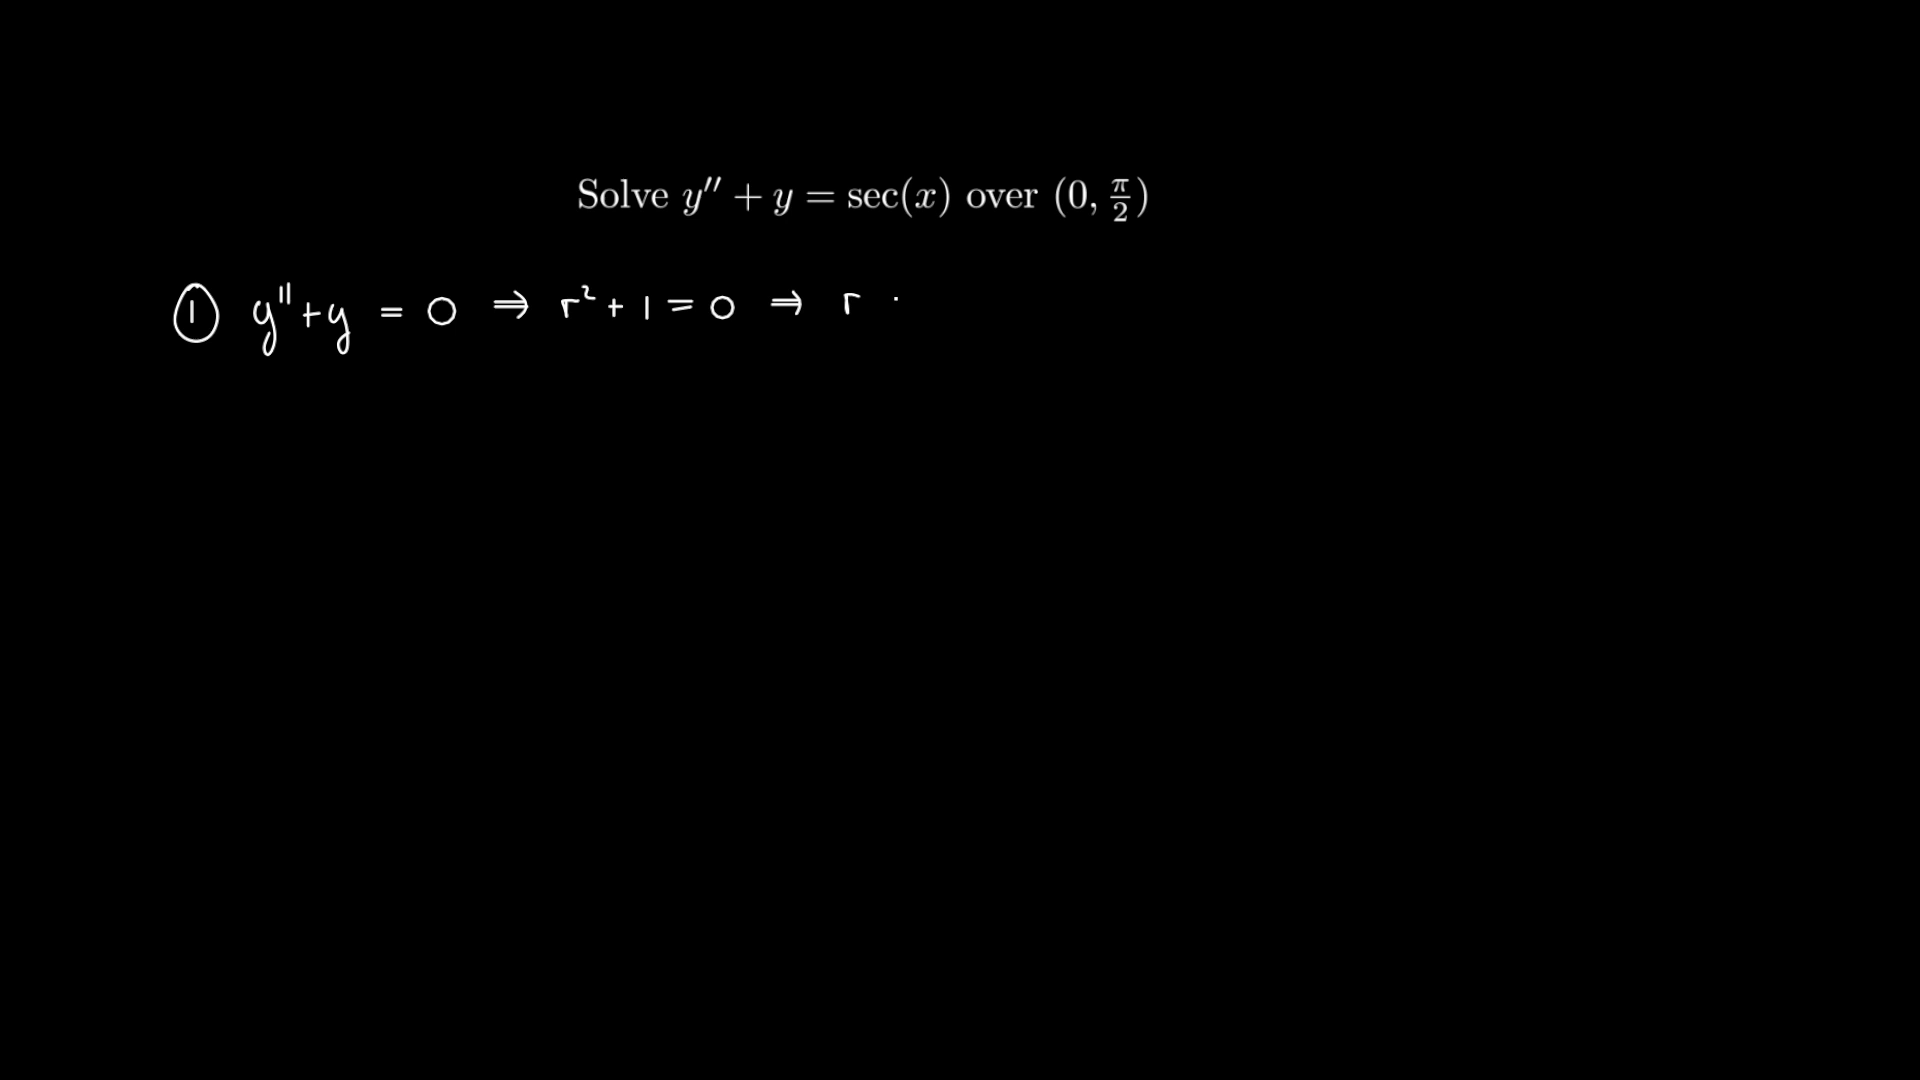 Solve y″ + y = sec(x) over (0, π/2)
① y″ + y = 0 ⇒ r² + 1 = 0 ⇒ r ·